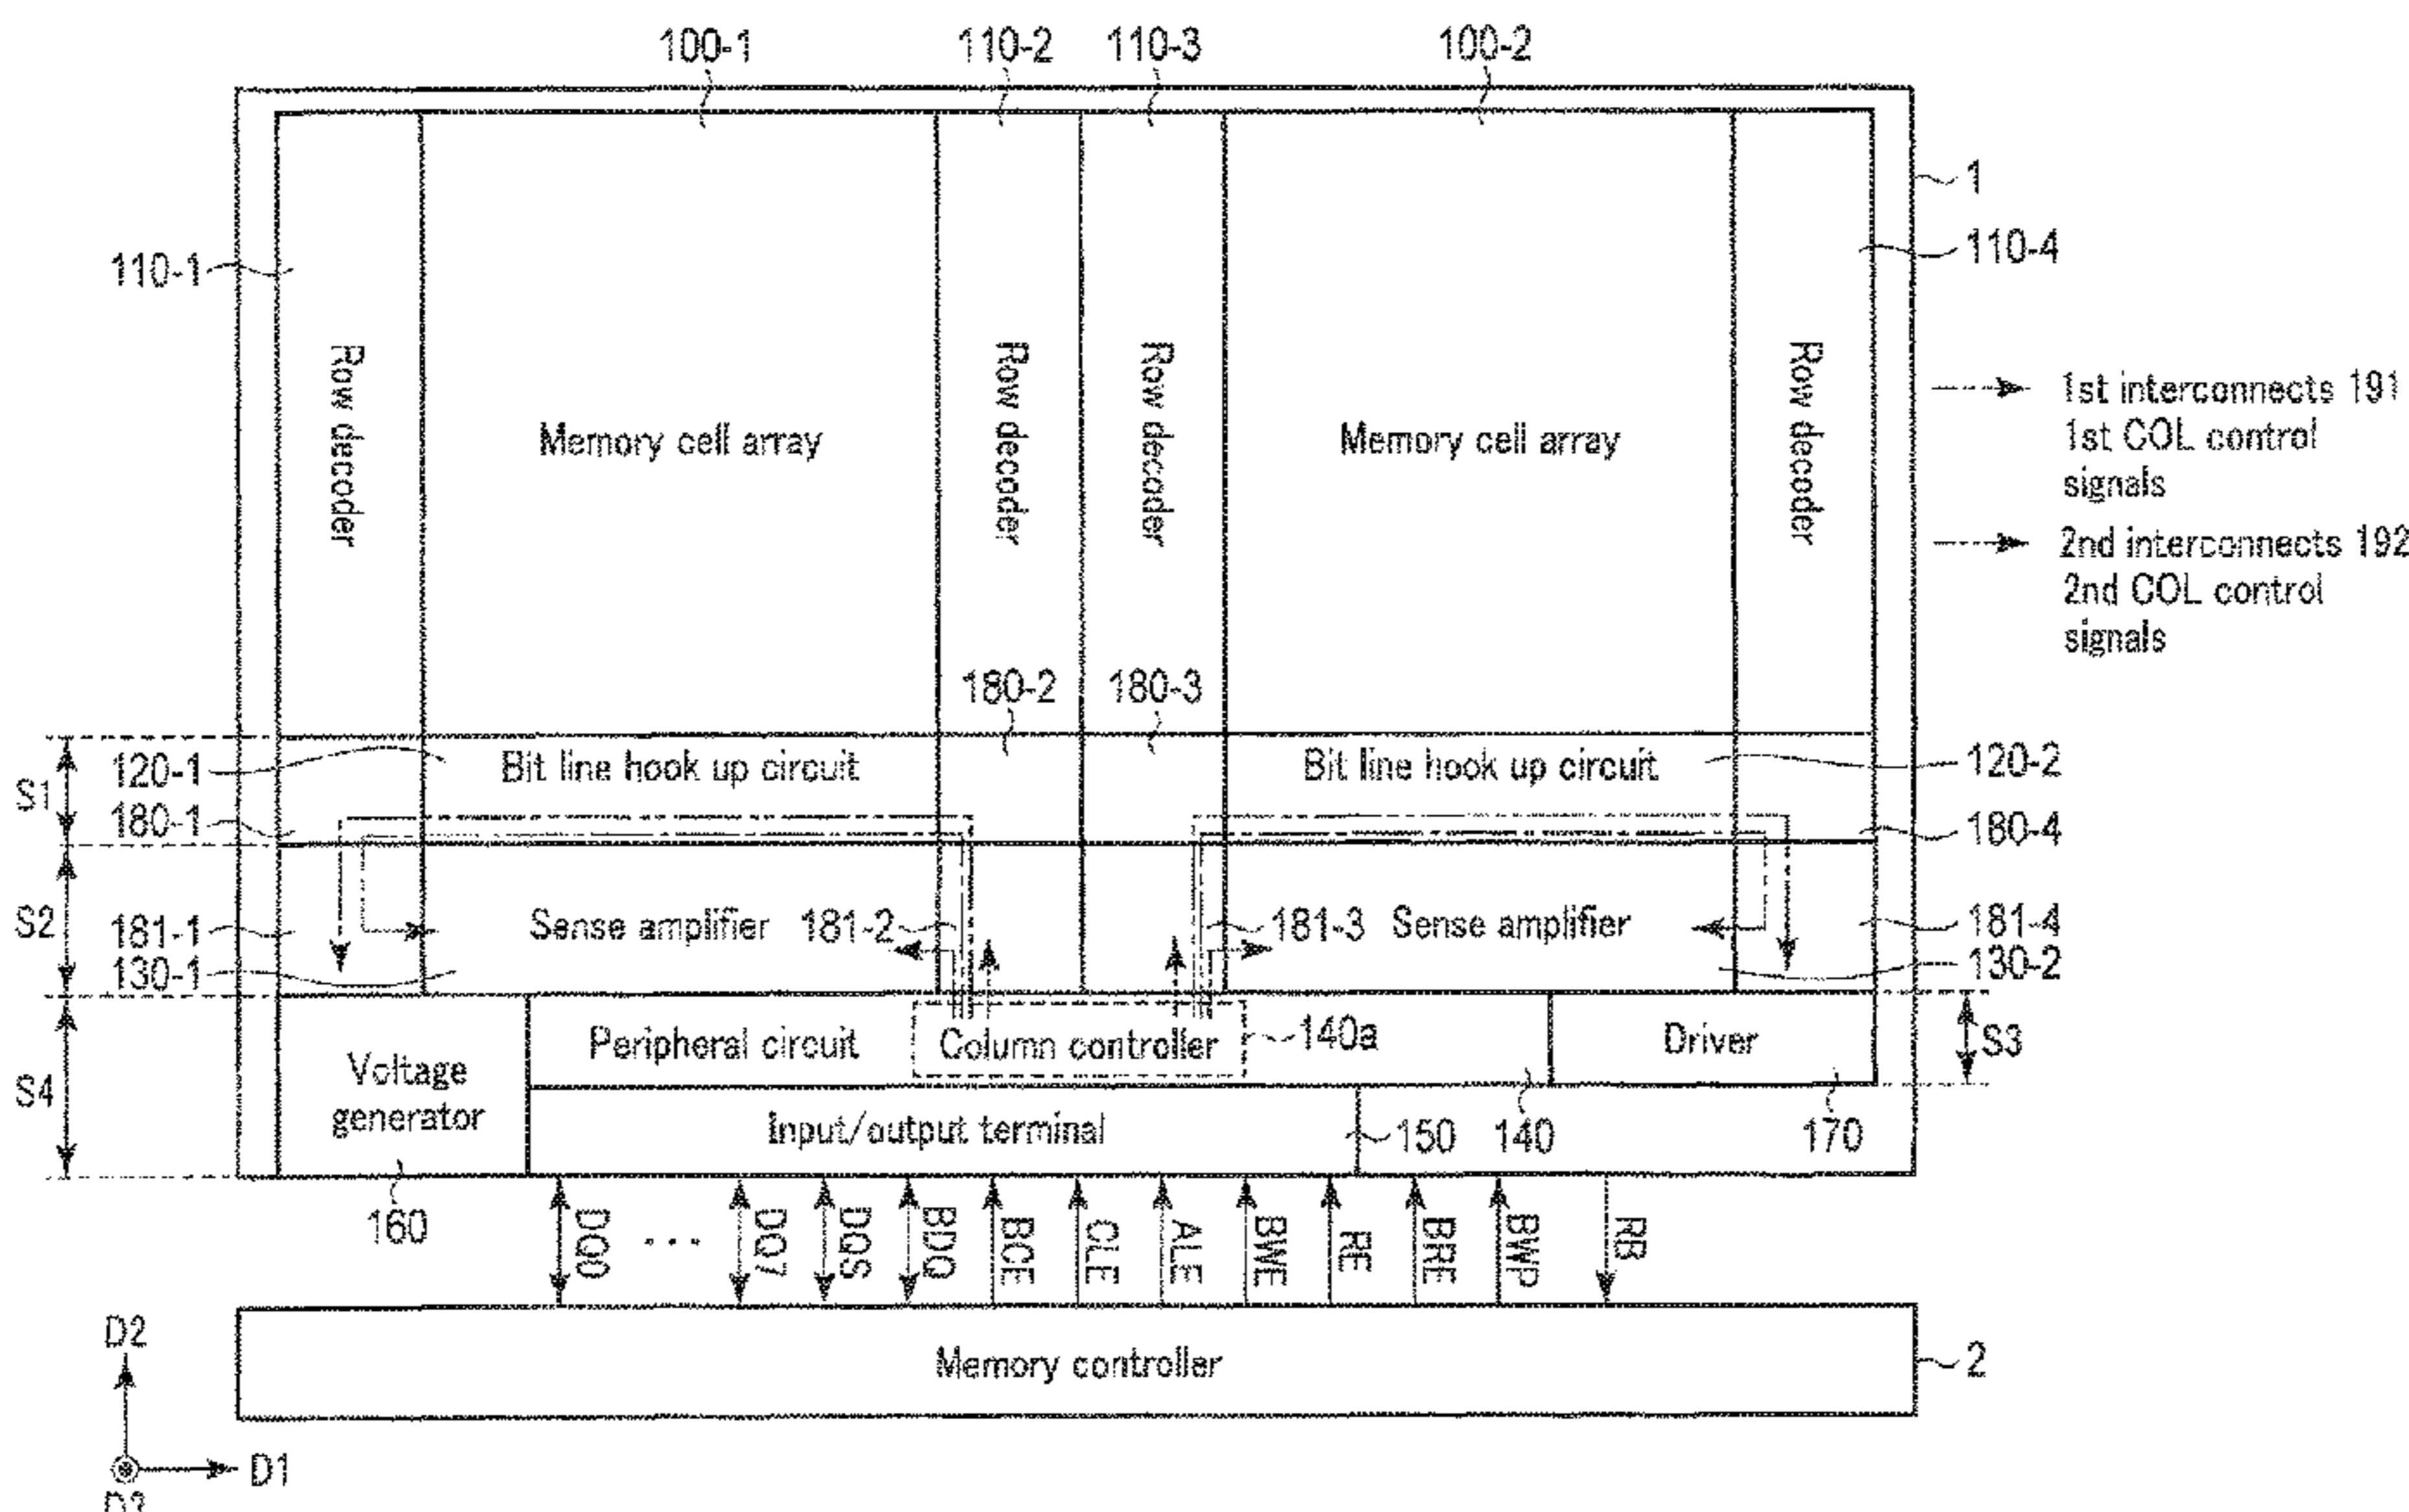 100-1 110-2 110-3 100-2
1
110-1
110-4
Row decoder
Memory cell array
Row decoder
Row decoder
Memory cell array
Row decoder
1st interconnects 191
1st COL control
signals
2nd interconnects 192
2nd COL control
signals
180-2 180-3
S1
120-1
Bit line hook up circuit
Bit line hook up circuit
120-2
180-1
180-4
S2
181-1
Sense amplifier
181-2
181-3
Sense amplifier
181-4
130-1
130-2
S4
Voltage
generator
Peripheral circuit
Column controller
140a
Driver
S3
Input/output terminal
150
140
170
160
DQ0
...
DQ7
DQS
BDQ
BCE
CLE
ALE
BWE
RE
BRE
BWP
RB
Memory controller
2
D2
D1